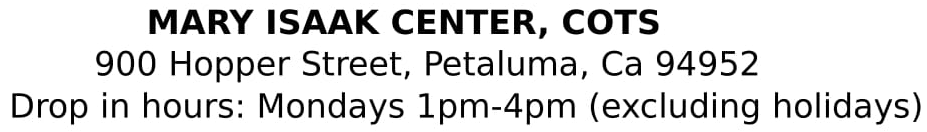 MARY ISAAK CENTER, COTS
900 Hopper Street, Petaluma, Ca 94952
Drop in hours: Mondays 1pm-4pm (excluding holidays)